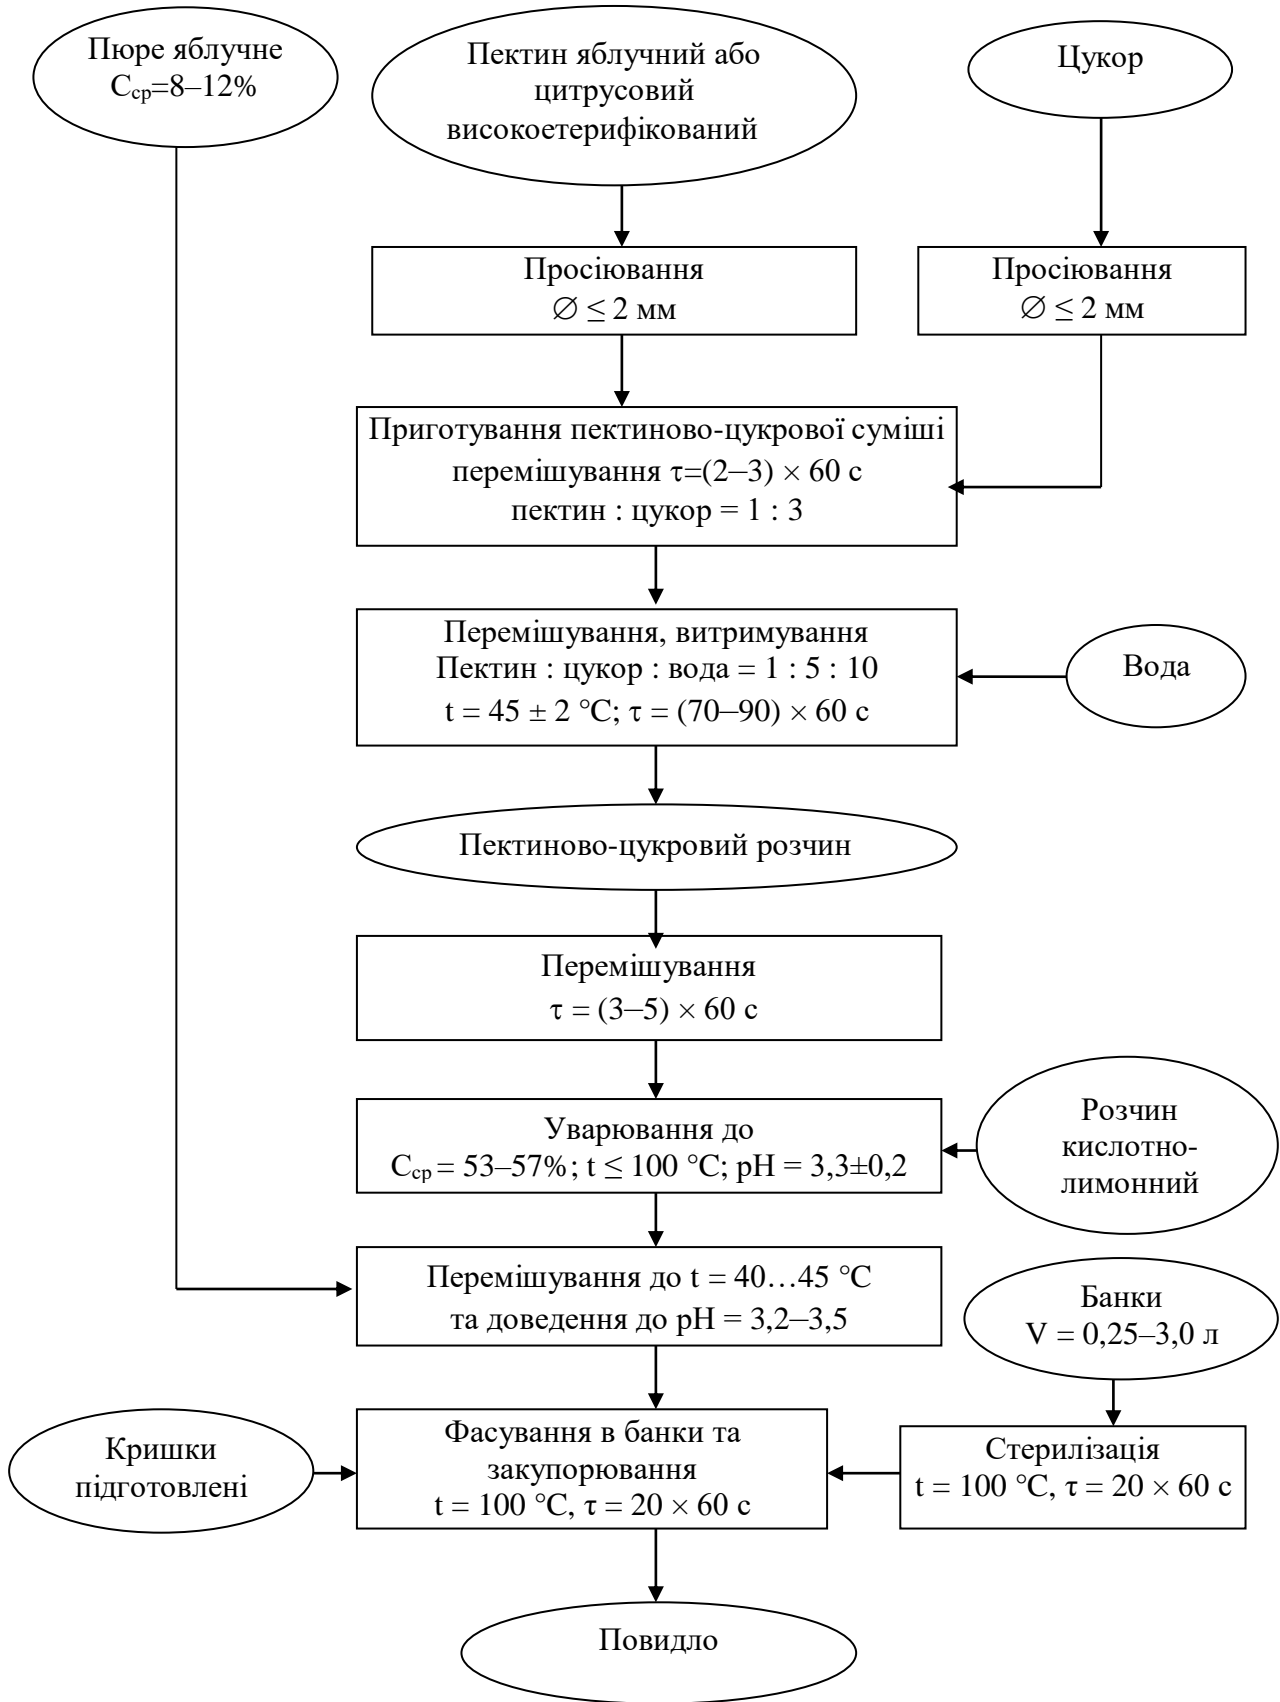 Пюре яблучне
Сср=8–12%
Пектин яблучний або
цитрусовий
високоетерифікований
Цукор
Просіювання
∅ ≤ 2 мм
Просіювання
∅ ≤ 2 мм
Приготування пектиново-цукрової суміші
перемішування τ=(2–3) × 60 с
пектин : цукор = 1 : 3
Перемішування, витримування
Пектин : цукор : вода = 1 : 5 : 10
t = 45 ± 2 °С; τ = (70–90) × 60 с
Вода
Пектиново-цукровий розчин
Перемішування
τ = (3–5) × 60 с
Уварювання до
Сср = 53–57%; t ≤ 100 °С; рН = 3,3±0,2
Розчин
кислотно-
лимонний
Перемішування до t = 40…45 °С
та доведення до рН = 3,2–3,5
Банки
V = 0,25–3,0 л
Кришки
підготовлені
Фасування в банки та
закупорювання
t = 100 °С, τ = 20 × 60 с
Стерилізація
t = 100 °С, τ = 20 × 60 с
Повидло